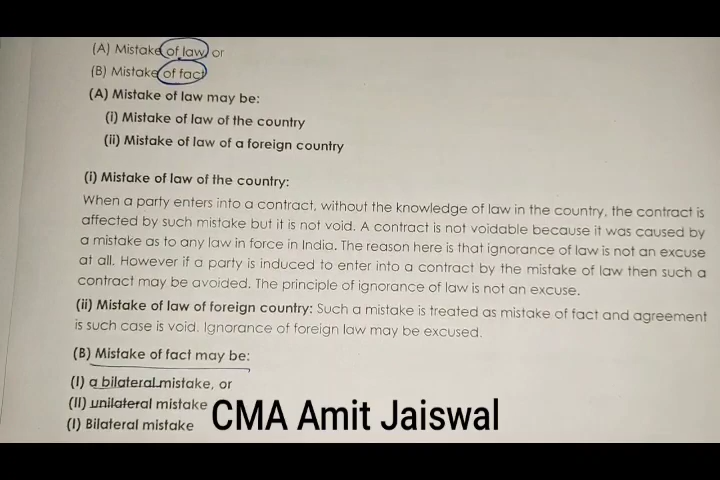 (A) Mistake of law, or
(B) Mistake of fact
(A) Mistake of law may be:
(i) Mistake of law of the country
(ii) Mistake of law of a foreign country
(i) Mistake of law of the country:
When a party enters into a contract, without the knowledge of law in the country, the contract is
affected by such mistake but it is not void. A contract is not voidable because it was caused by
a mistake as to any law in force in India. The reason here is that ignorance of law is not an excuse
at all. However if a party is induced to enter into a contract by the mistake of law then such a
contract may be avoided. The principle of ignorance of law is not an excuse.
(ii) Mistake of law of foreign country: Such a mistake is treated as mistake of fact and agreement
is such case is void. Ignorance of foreign law may be excused.
(B) Mistake of fact may be:
(I) a bilateral mistake, or
(II) unilateral mistake
(I) Bilateral mistake
CMA Amit Jaiswal